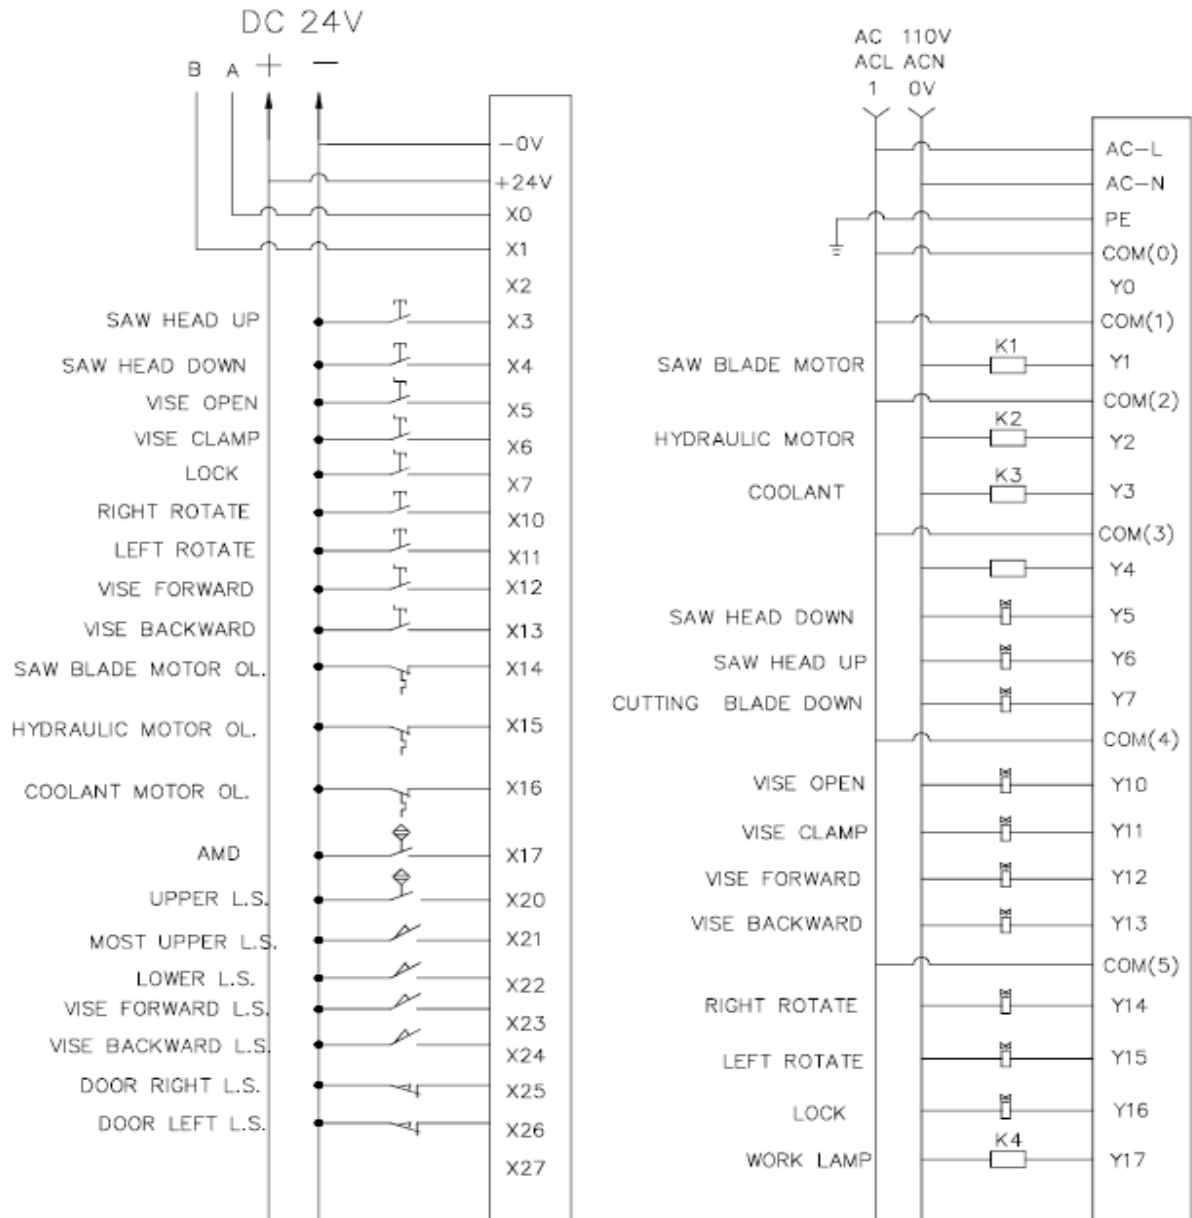 DC 24V
B A + −
-0V
+24V
X0
X1
X2
SAW HEAD UP X3
SAW HEAD DOWN X4
VISE OPEN X5
VISE CLAMP X6
LOCK X7
RIGHT ROTATE X10
LEFT ROTATE X11
VISE FORWARD X12
VISE BACKWARD X13
SAW BLADE MOTOR OL. X14
HYDRAULIC MOTOR OL. X15
COOLANT MOTOR OL. X16
AMD X17
UPPER L.S. X20
MOST UPPER L.S. X21
LOWER L.S. X22
VISE FORWARD L.S. X23
VISE BACKWARD L.S. X24
DOOR RIGHT L.S. X25
DOOR LEFT L.S. X26
X27
AC 110V
ACL ACN
1 0V
AC-L
AC-N
PE
COM(0)
Y0
COM(1)
SAW BLADE MOTOR K1 Y1
COM(2)
HYDRAULIC MOTOR K2 Y2
COOLANT K3 Y3
COM(3)
Y4
SAW HEAD DOWN Y5
SAW HEAD UP Y6
CUTTING BLADE DOWN Y7
COM(4)
VISE OPEN Y10
VISE CLAMP Y11
VISE FORWARD Y12
VISE BACKWARD Y13
COM(5)
RIGHT ROTATE Y14
LEFT ROTATE Y15
LOCK Y16
WORK LAMP K4 Y17